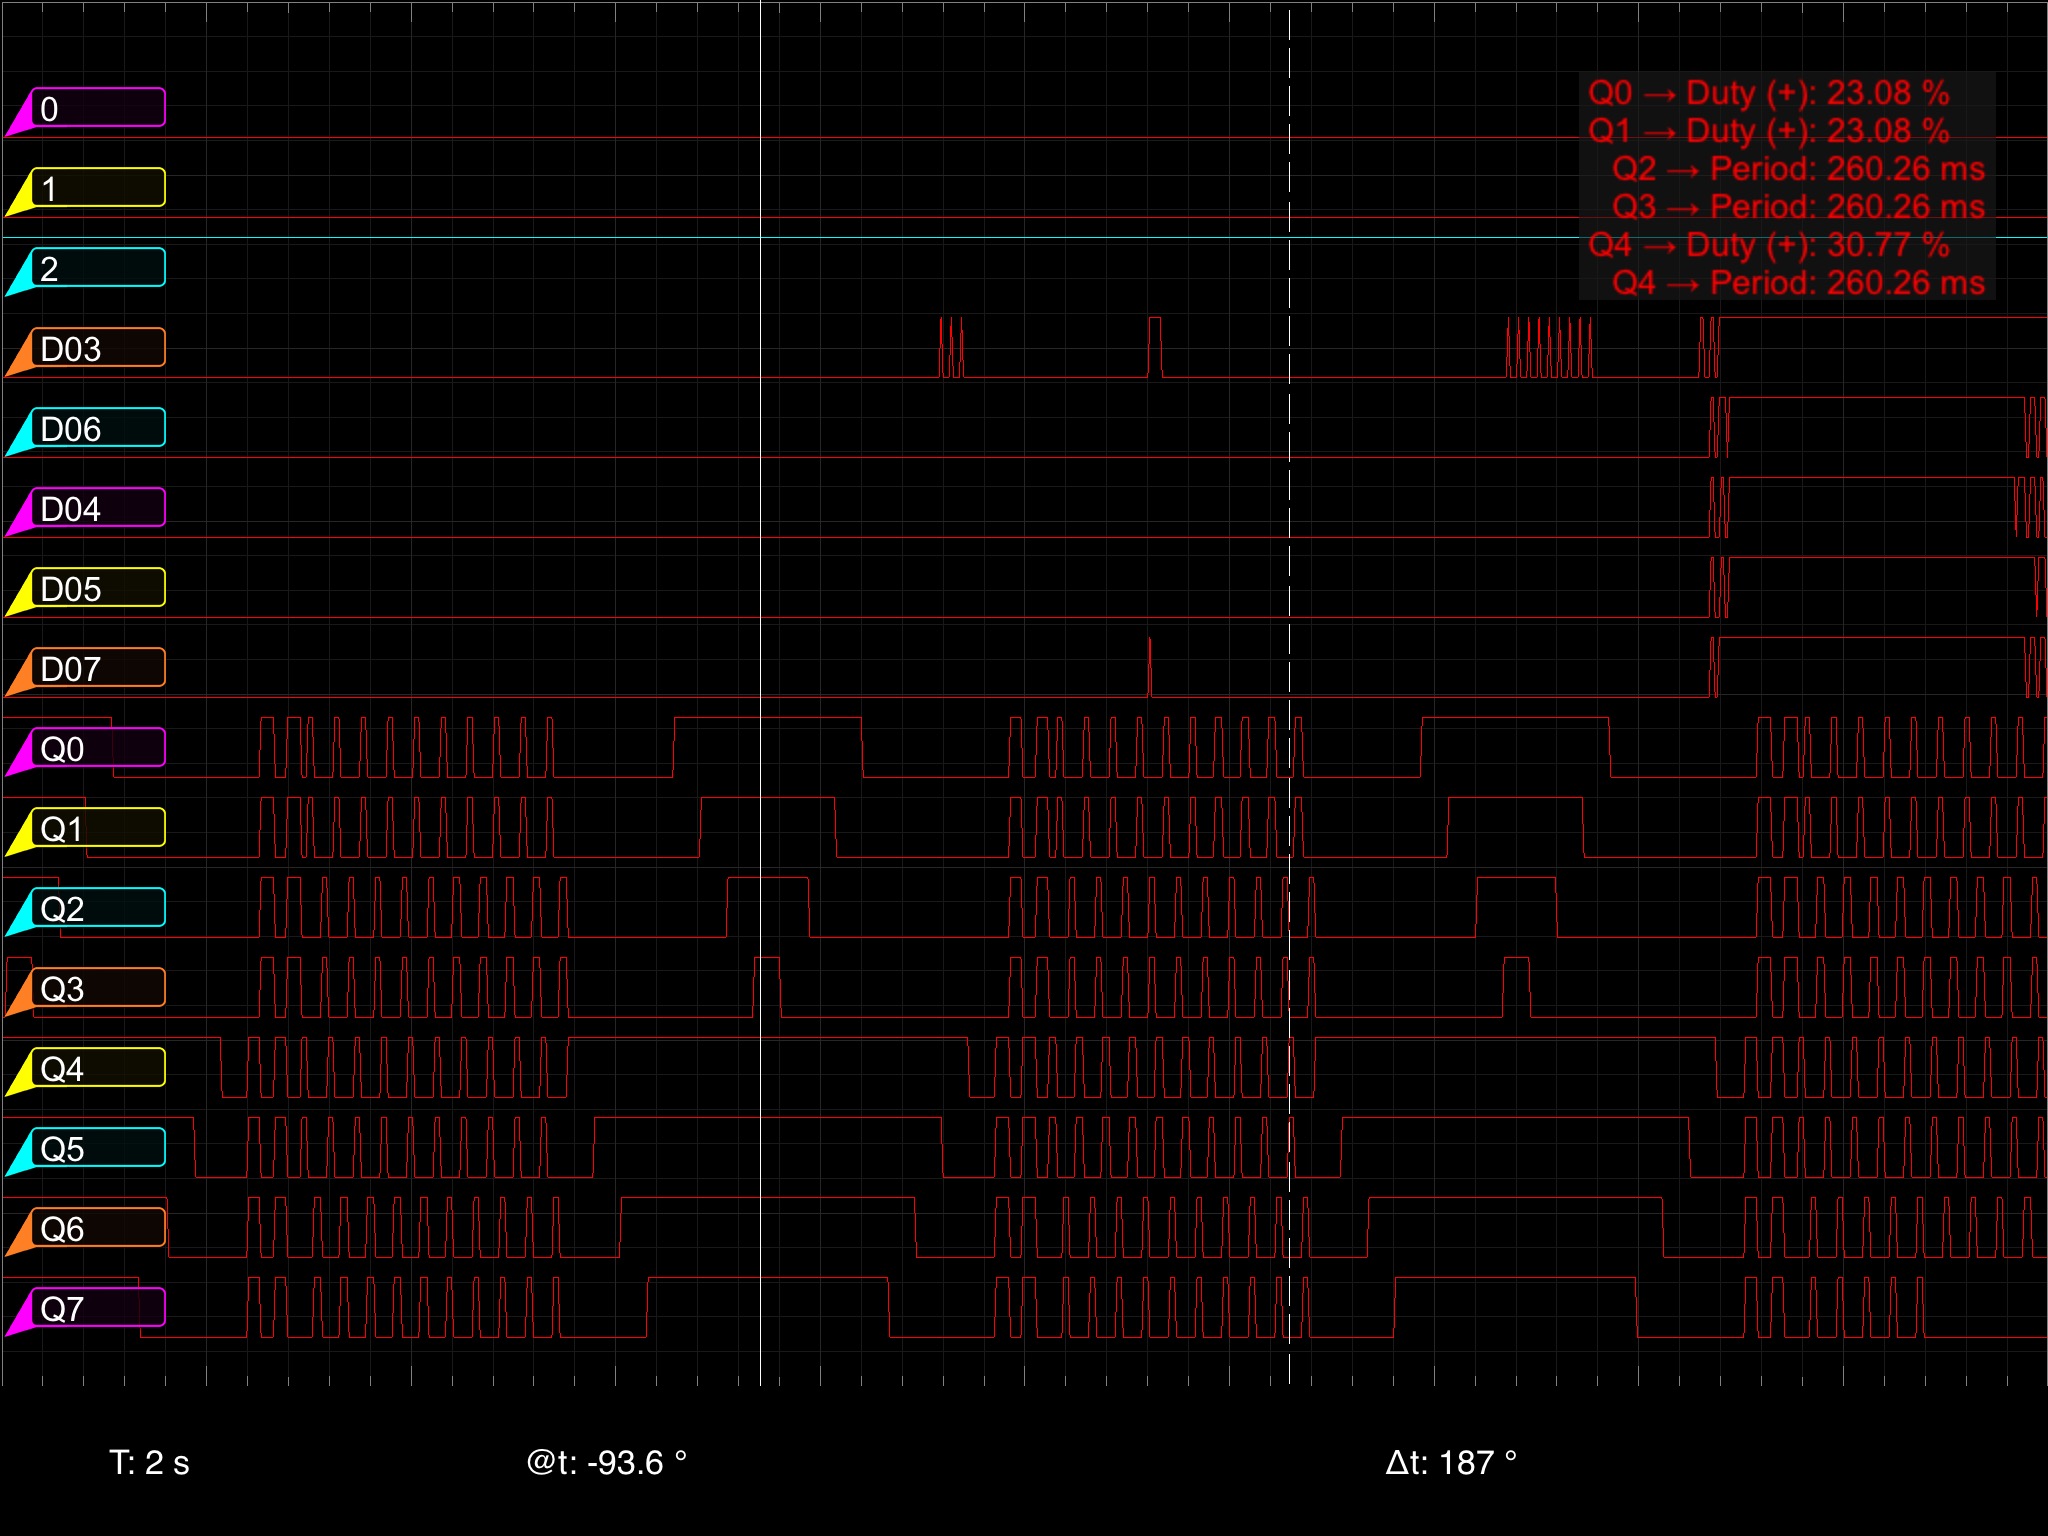 0
1
2
D03
D06
D04
D05
D07
Q0
Q1
Q2
Q3
Q4
Q5
Q6
Q7
Q0 → Duty (+): 23.08 %
Q1 → Duty (+): 23.08 %
Q2 → Period: 260.26 ms
Q3 → Period: 260.26 ms
Q4 → Duty (+): 30.77 %
Q4 → Period: 260.26 ms
T: 2 s
@t: -93.6 °
Δt: 187 °